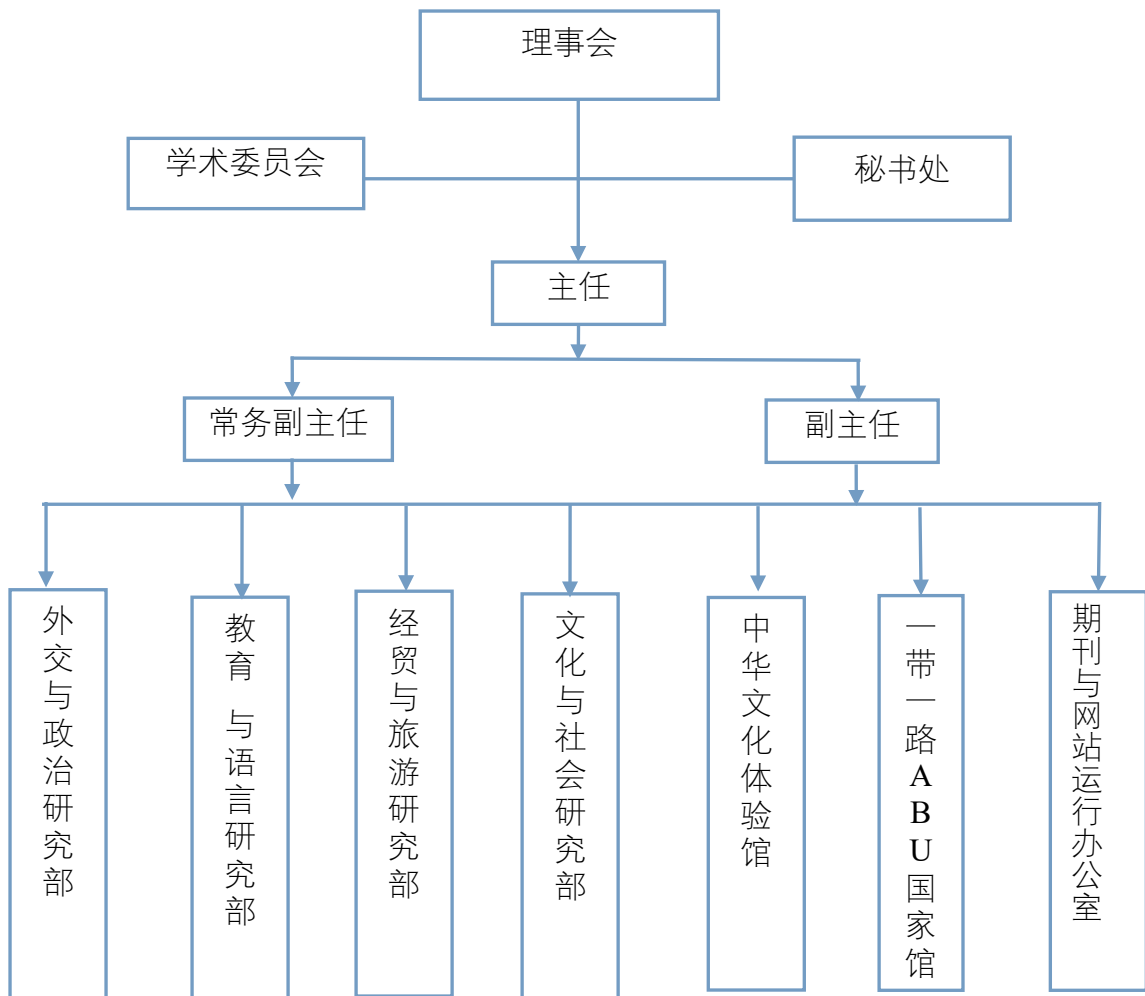 理事会
学术委员会
秘书处
主任
常务副主任
副主任
外交与政治研究部
教育 与语言研究部
经贸与旅游研究部
文化与社会研究部
中华文化体验馆
一带一路ABU国家馆
期刊与网站运行办公室